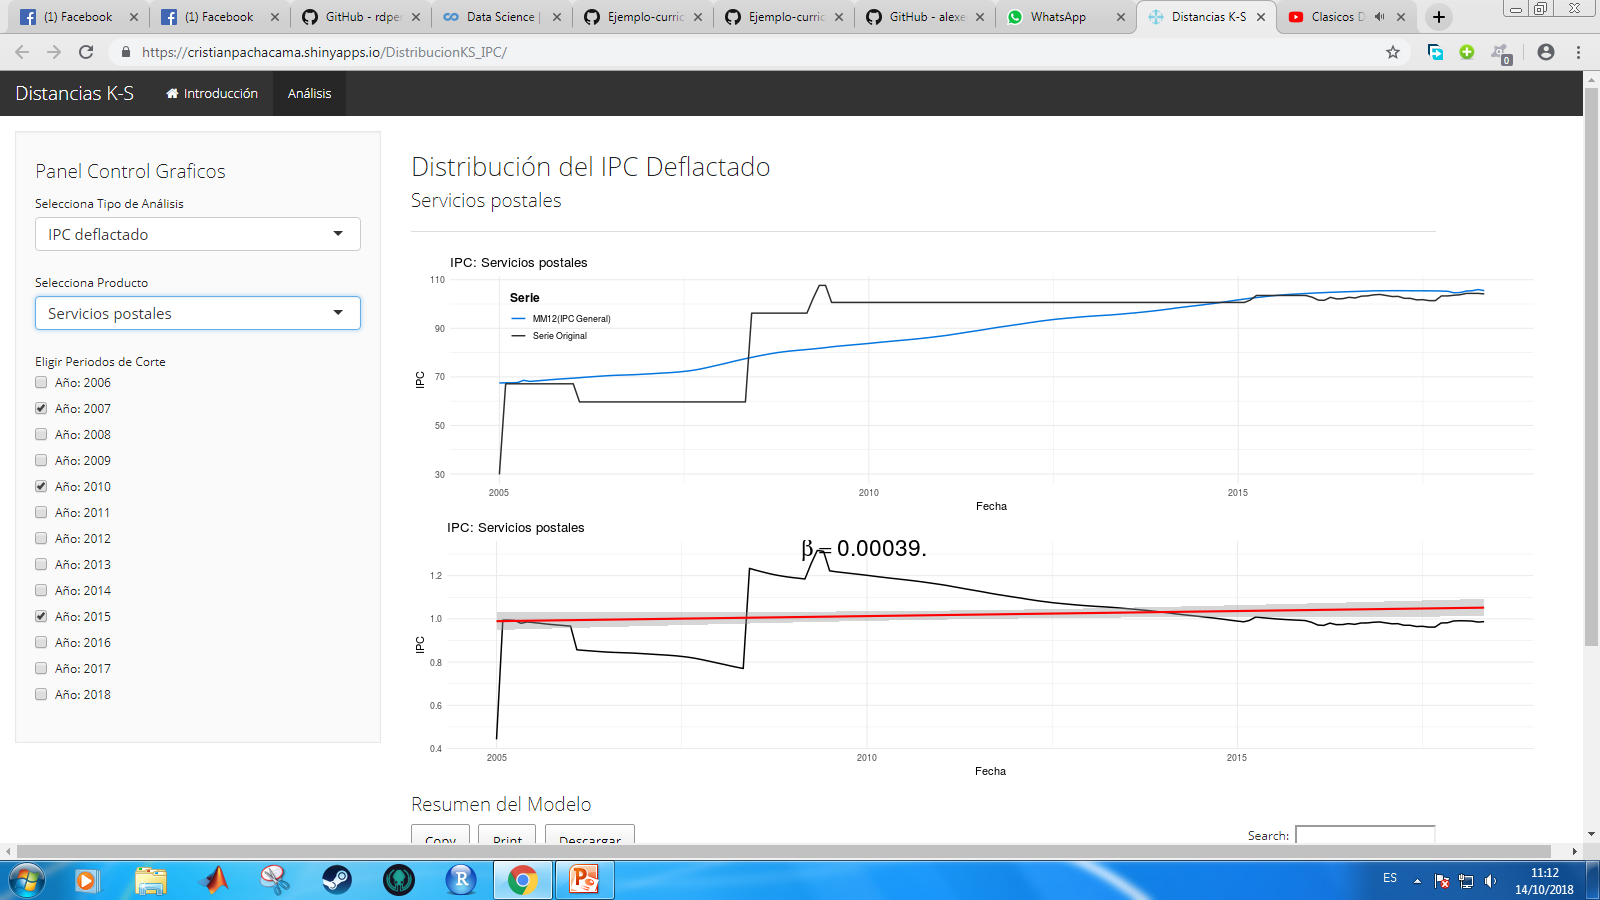 (1) Facebook
(1) Facebook
GitHub - rdpe
Data Science |
Ejemplo-curric
Ejemplo-curric
GitHub - alexe
WhatsApp
Distancias K-S
Clasicos D
https://cristianpachacama.shinyapps.io/DistribucionKS_IPC/
0
Distancias K-S
Introducción
Análisis
Panel Control Graficos
Selecciona Tipo de Análisis
IPC deflactado
Selecciona Producto
Servicios postales
Eligir Periodos de Corte
Año: 2006
Año: 2007
Año: 2008
Año: 2009
Año: 2010
Año: 2011
Año: 2012
Año: 2013
Año: 2014
Año: 2015
Año: 2016
Año: 2017
Año: 2018
Distribución del IPC Deflactado
Servicios postales
IPC: Servicios postales
110
90
70
50
30
IPC
Serie
MM12(IPC General)
Serie Original
2005
2010
2015
Fecha
IPC: Servicios postales
β = 0.00039.
1.2
1.0
0.8
0.6
0.4
IPC
2005
2010
2015
Fecha
Resumen del Modelo
Copy
Print
Descargar
Search:
ES
11:12
14/10/2018